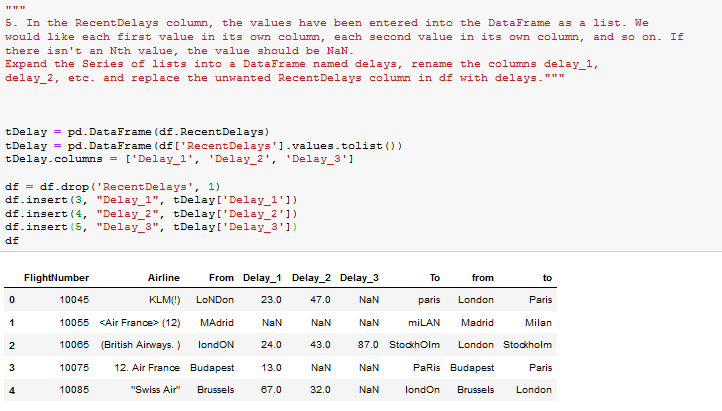 """
5. In the RecentDelays column, the values have been entered into the DataFrame as a list. We
would like each first value in its own column, each second value in its own column, and so on. If
there isn't an Nth value, the value should be NaN.
Expand the Series of lists into a DataFrame named delays, rename the columns delay_1,
delay_2, etc. and replace the unwanted RecentDelays column in df with delays."""
tDelay = pd.DataFrame(df.RecentDelays)
tDelay = pd.DataFrame(df['RecentDelays'].values.tolist())
tDelay.columns = ['Delay_1', 'Delay_2', 'Delay_3']
df = df.drop('RecentDelays', 1)
df.insert(3, "Delay_1", tDelay['Delay_1'])
df.insert(4, "Delay_2", tDelay['Delay_2'])
df.insert(5, "Delay_3", tDelay['Delay_3'])
df
FlightNumber Airline From Delay_1 Delay_2 Delay_3 To from to
0 10045 KLM(!) LoNDon 23.0 47.0 NaN paris London Paris
1 10055 <Air France> (12) MAdrid NaN NaN NaN miLAN Madrid Milan
2 10065 (British Airways. ) londON 24.0 43.0 87.0 StockhOlm London Stockholm
3 10075 12. Air France Budapest 13.0 NaN NaN PaRis Budapest Paris
4 10085 "Swiss Air" Brussels 67.0 32.0 NaN londOn Brussels London